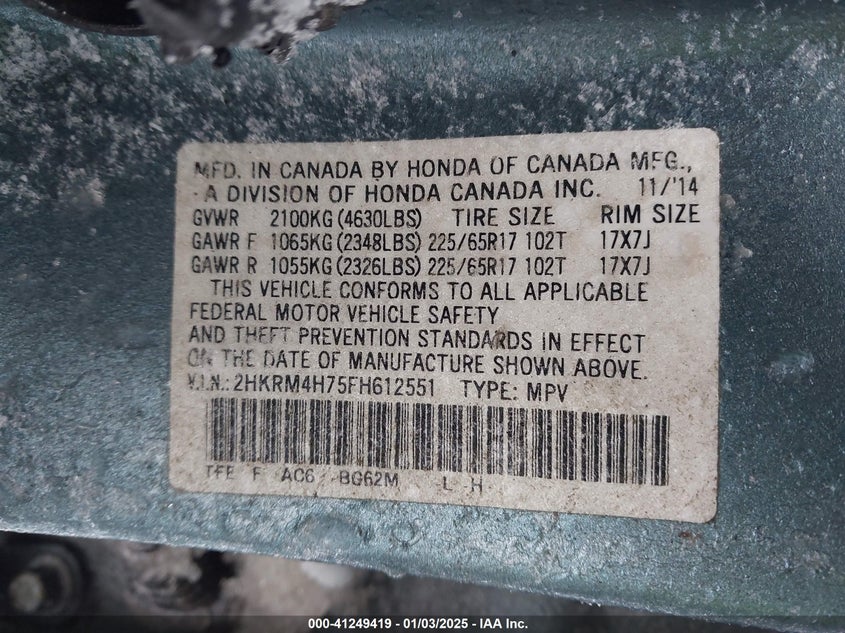 MFD. IN CANADA BY HONDA OF CANADA MFG.,
A DIVISION OF HONDA CANADA INC. 11/'14
GVWR 2100KG(4630LBS) TIRE SIZE RIM SIZE
GAWR F 1065KG(2348LBS) 225/65R17 102T 17X7J
GAWR R 1055KG(2326LBS) 225/65R17 102T 17X7J
THIS VEHICLE CONFORMS TO ALL APPLICABLE
FEDERAL MOTOR VEHICLE SAFETY
AND THEFT PREVENTION STANDARDS IN EFFECT
ON THE DATE OF MANUFACTURE SHOWN ABOVE.
V.I.N.: 2HKRM4H75FH612551 TYPE: MPV
TFE F AC6 BG62M L H
000-41249419 - 01/03/2025 - IAA Inc.